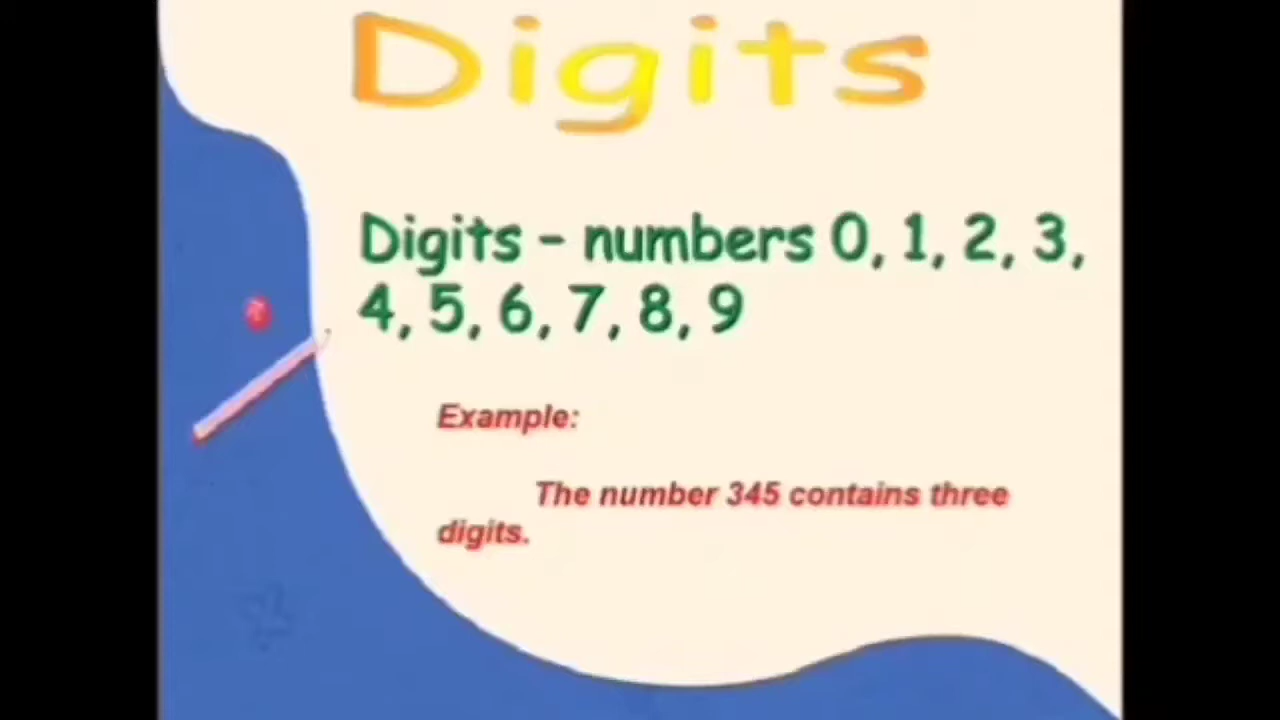 Digits
Digits – numbers 0, 1, 2, 3,
4, 5, 6, 7, 8, 9
Example:
The number 345 contains three
digits.